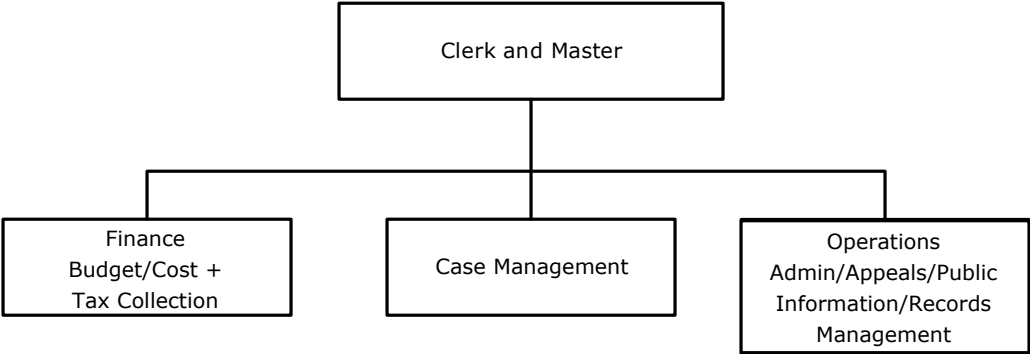 Clerk and Master
Finance
Budget/Cost +
Tax Collection
Case Management
Operations
Admin/Appeals/Public
Information/Records
Management